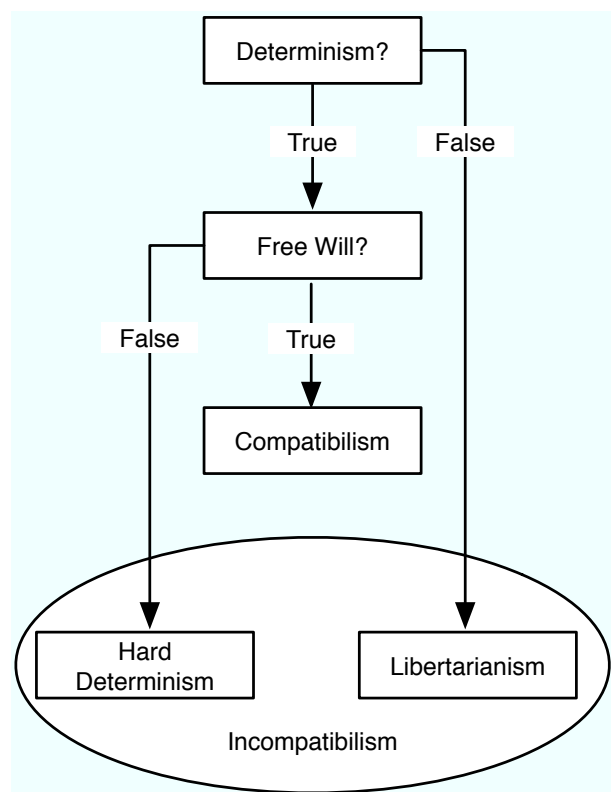 Determinism?
True
False
Free Will?
False
True
Compatibilism
Hard
Determinism
Libertarianism
Incompatibilism